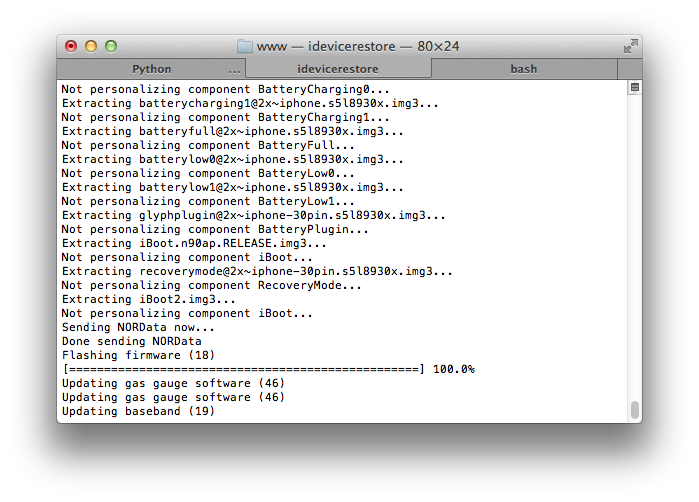 www — idevicerestore — 80×24
Python ... idevicerestore bash
Not personalizing component BatteryCharging0...
Extracting batterycharging1@2x~iphone.s5l8930x.img3...
Not personalizing component BatteryCharging1...
Extracting batteryfull@2x~iphone.s5l8930x.img3...
Not personalizing component BatteryFull...
Extracting batterylow0@2x~iphone.s5l8930x.img3...
Not personalizing component BatteryLow0...
Extracting batterylow1@2x~iphone.s5l8930x.img3...
Not personalizing component BatteryLow1...
Extracting glyphplugin@2x~iphone-30pin.s5l8930x.img3...
Not personalizing component BatteryPlugin...
Extracting iBoot.n90ap.RELEASE.img3...
Not personalizing component iBoot...
Extracting recoverymode@2x~iphone-30pin.s5l8930x.img3...
Not personalizing component RecoveryMode...
Extracting iBoot2.img3...
Not personalizing component iBoot...
Sending NORData now...
Done sending NORData
Flashing firmware (18)
[==================================================] 100.0%
Updating gas gauge software (46)
Updating gas gauge software (46)
Updating baseband (19)